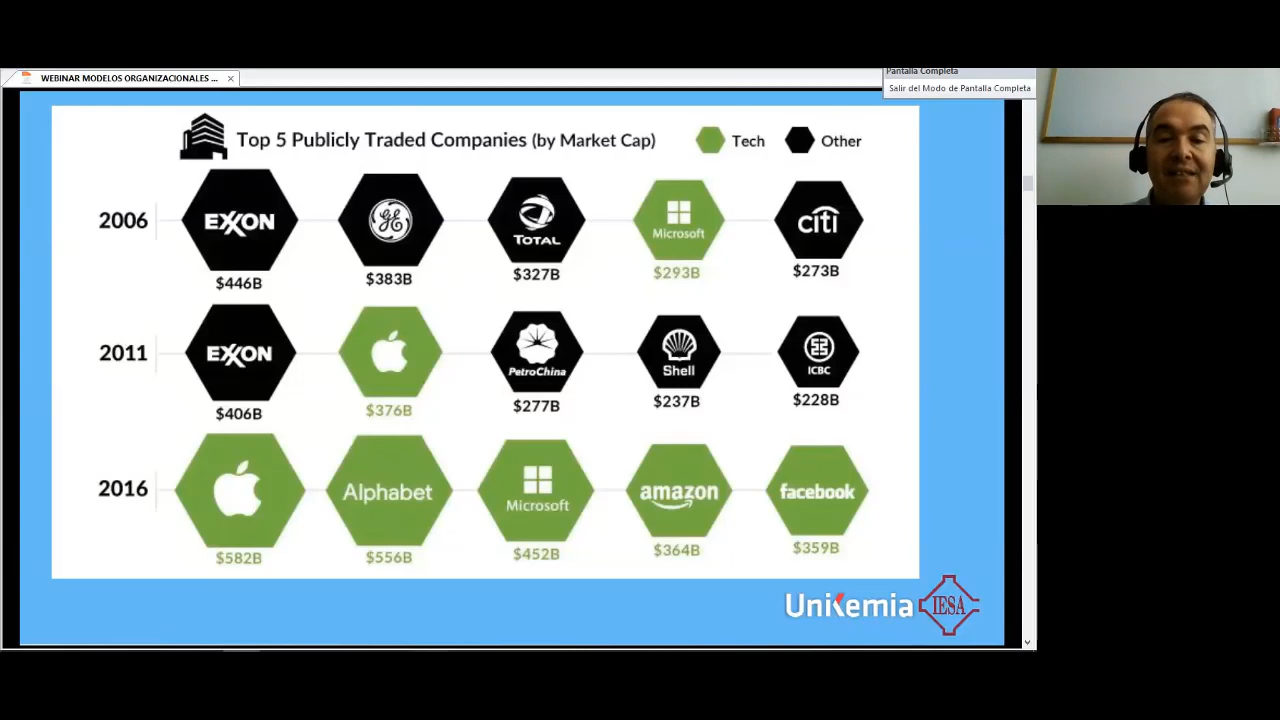 Pantalla Completa
WEBINAR MODELOS ORGANIZACIONALES ...
Salir del Modo de Pantalla Completa
Top 5 Publicly Traded Companies (by Market Cap)
Tech
Other
2006
EXXON
GE
TOTAL
Microsoft
citi
$446B
$383B
$327B
$293B
$273B
2011
EXXON
PetroChina
Shell
ICBC
$406B
$376B
$277B
$237B
$228B
2016
Alphabet
Microsoft
amazon
facebook
$582B
$556B
$452B
$364B
$359B
UniKemia
IESA